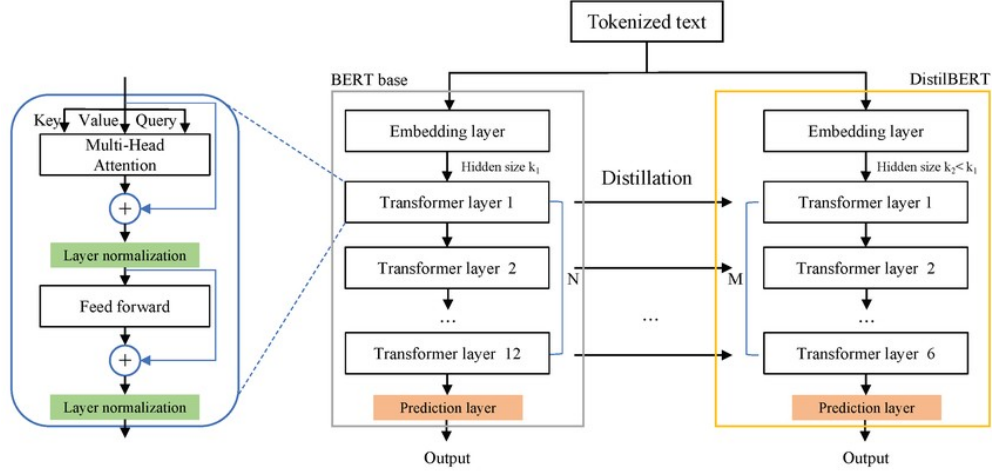 Tokenized text
BERT base
DistilBERT
Key Value Query
Multi-Head
Attention
+
Layer normalization
Feed forward
+
Layer normalization
Embedding layer
Hidden size k₁
Transformer layer 1
Transformer layer 2
...
Transformer layer 12
Prediction layer
Output
N
Distillation
...
M
Embedding layer
Hidden size k₂< k₁
Transformer layer 1
Transformer layer 2
...
Transformer layer 6
Prediction layer
Output